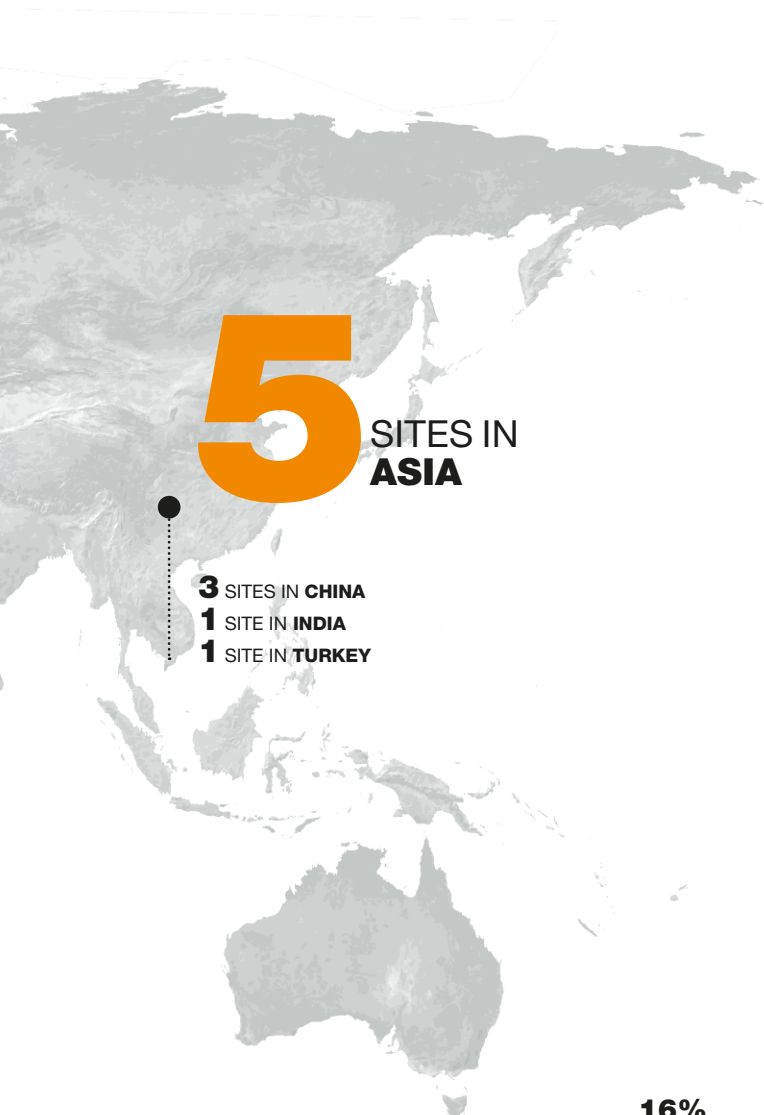 5
SITES IN
ASIA
3 SITES IN CHINA
1 SITE IN INDIA
1 SITE IN TURKEY
16%